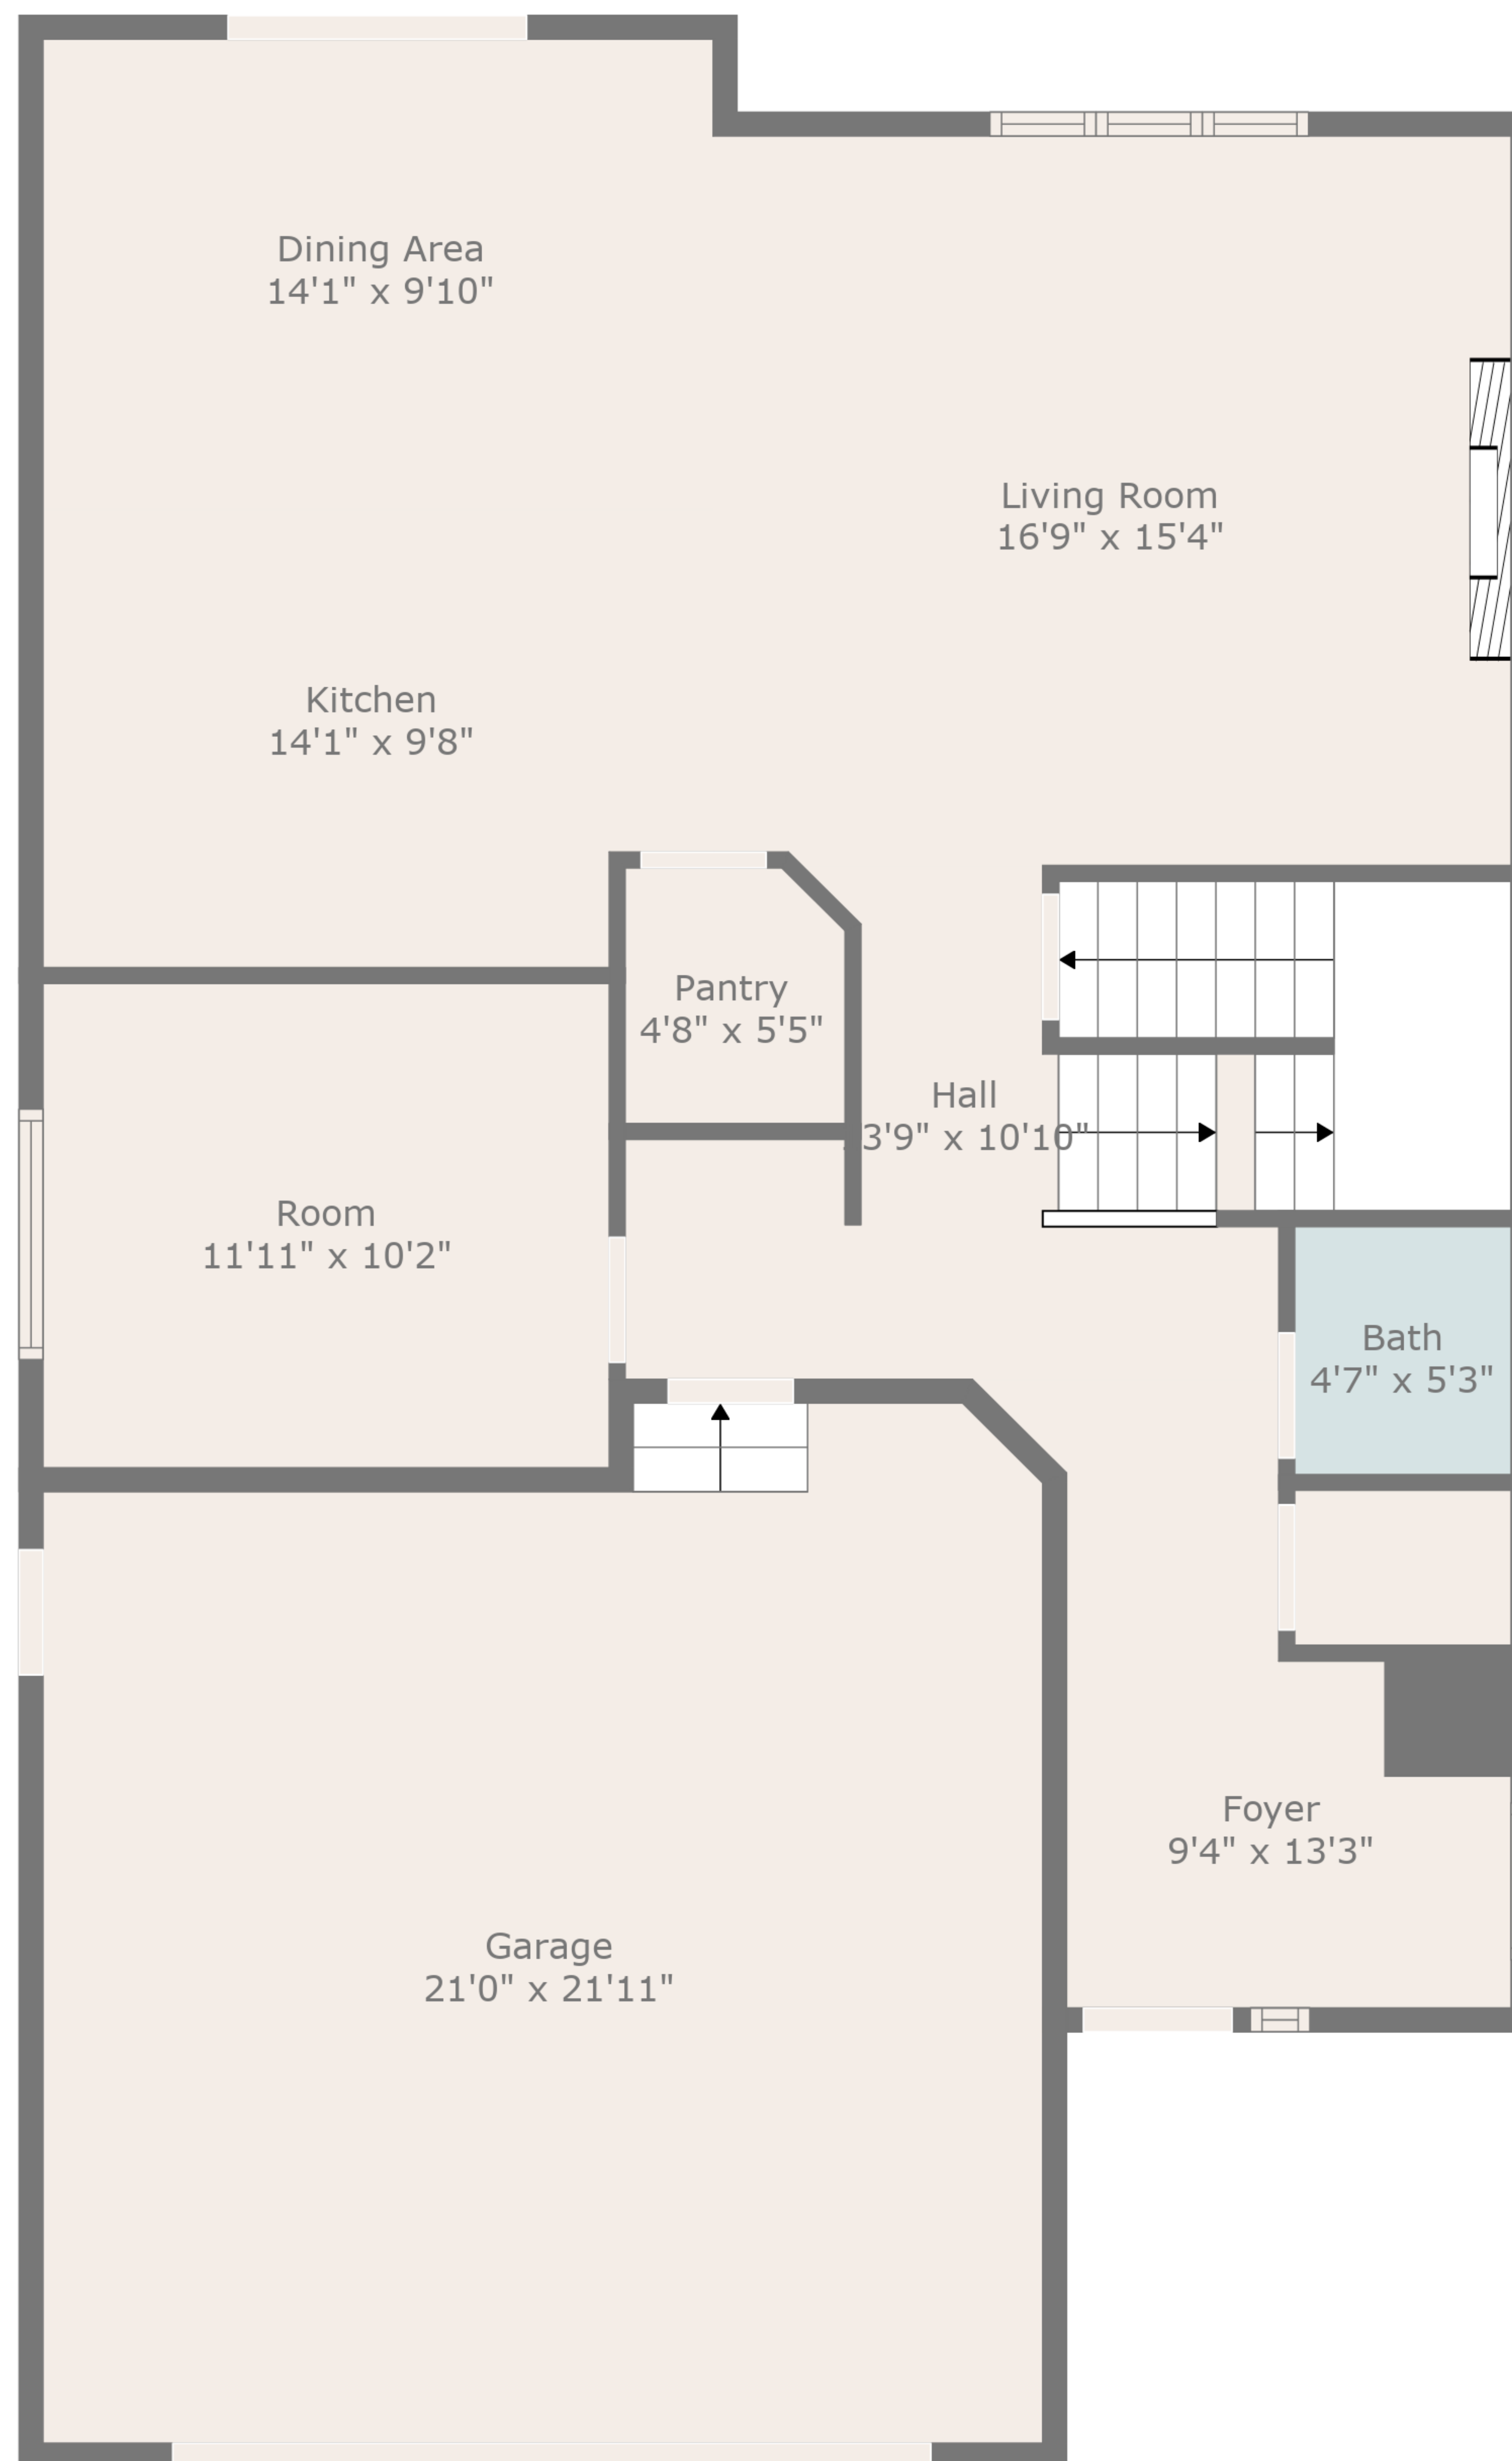 Dining Area
14'1" x 9'10"
Living Room
16'9" x 15'4"
Kitchen
14'1" x 9'8"
Pantry
4'8" x 5'5"
Hall
3'9" x 10'10"
Room
11'11" x 10'2"
Bath
4'7" x 5'3"
Foyer
9'4" x 13'3"
Garage
21'0" x 21'11"